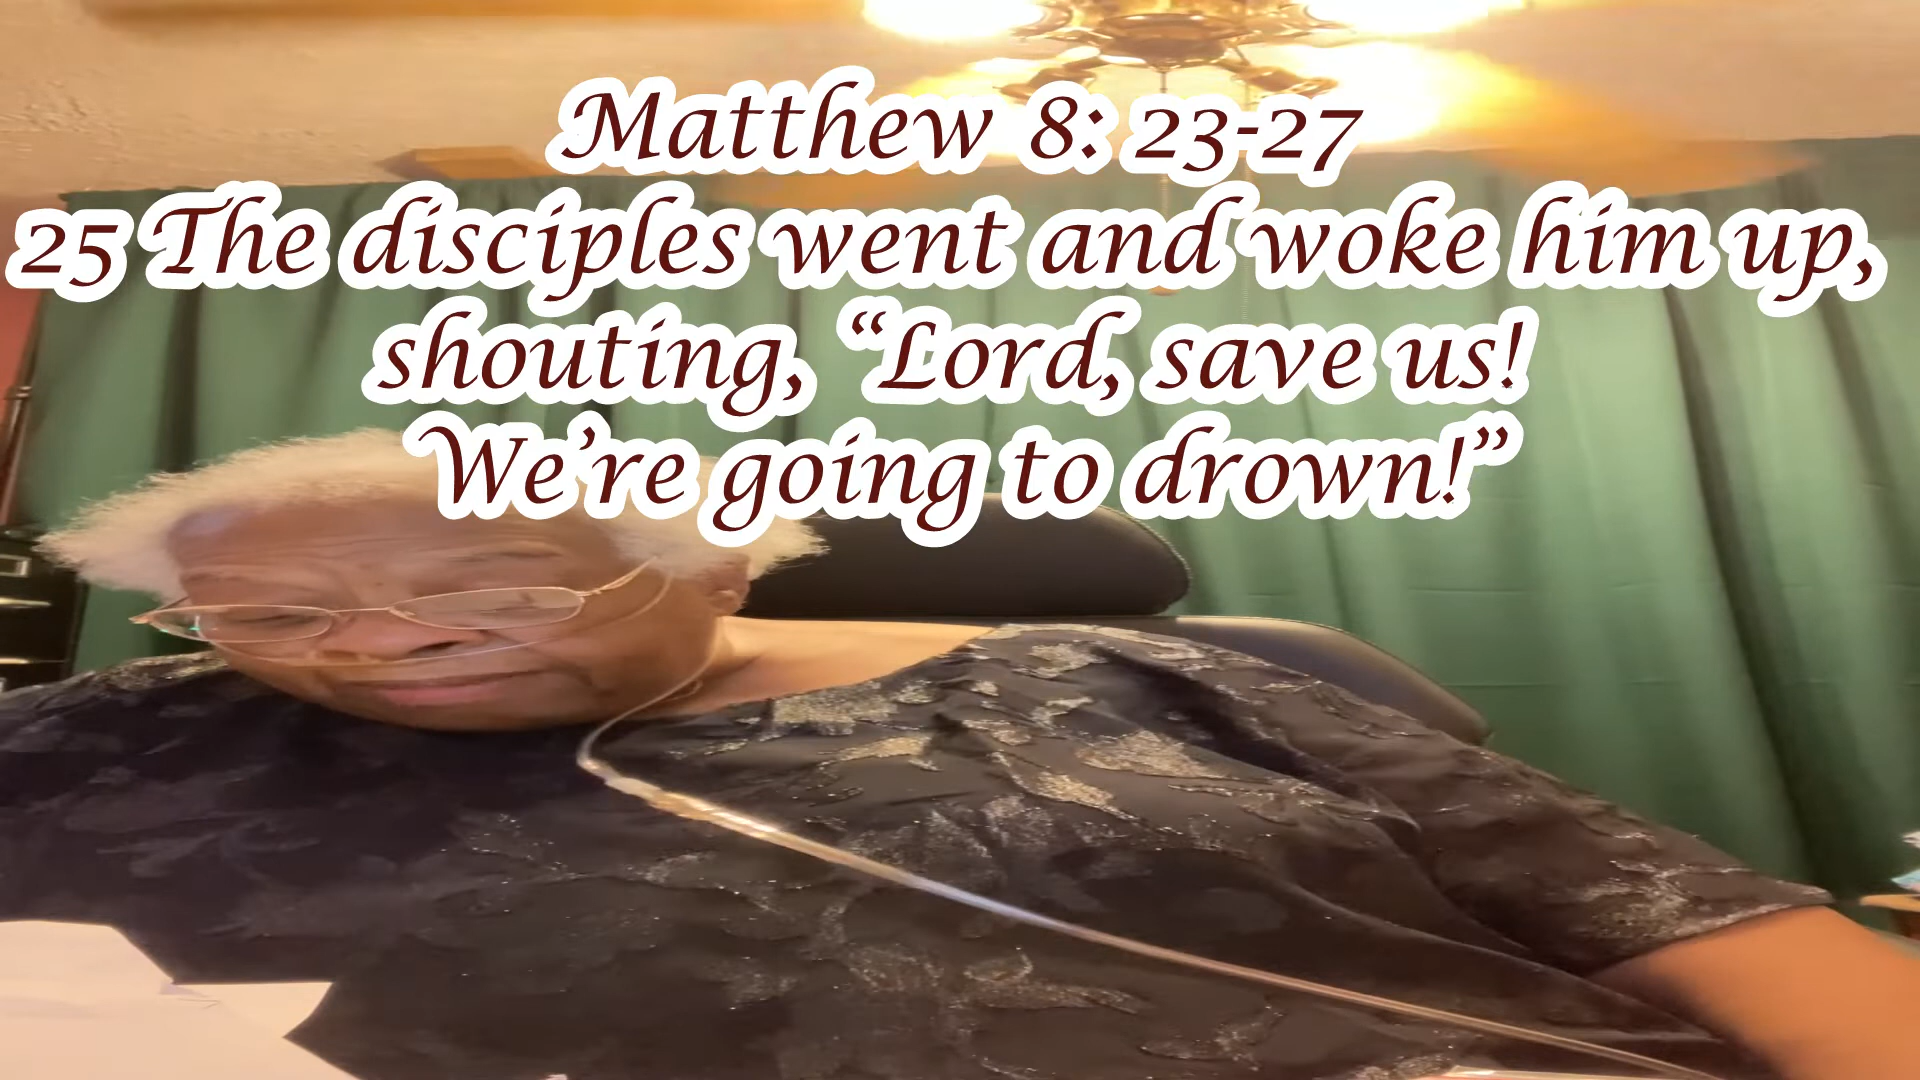 Matthew 8: 23-27
25 The disciples went and woke him up,
shouting, “Lord, save us!
We’re going to drown!”